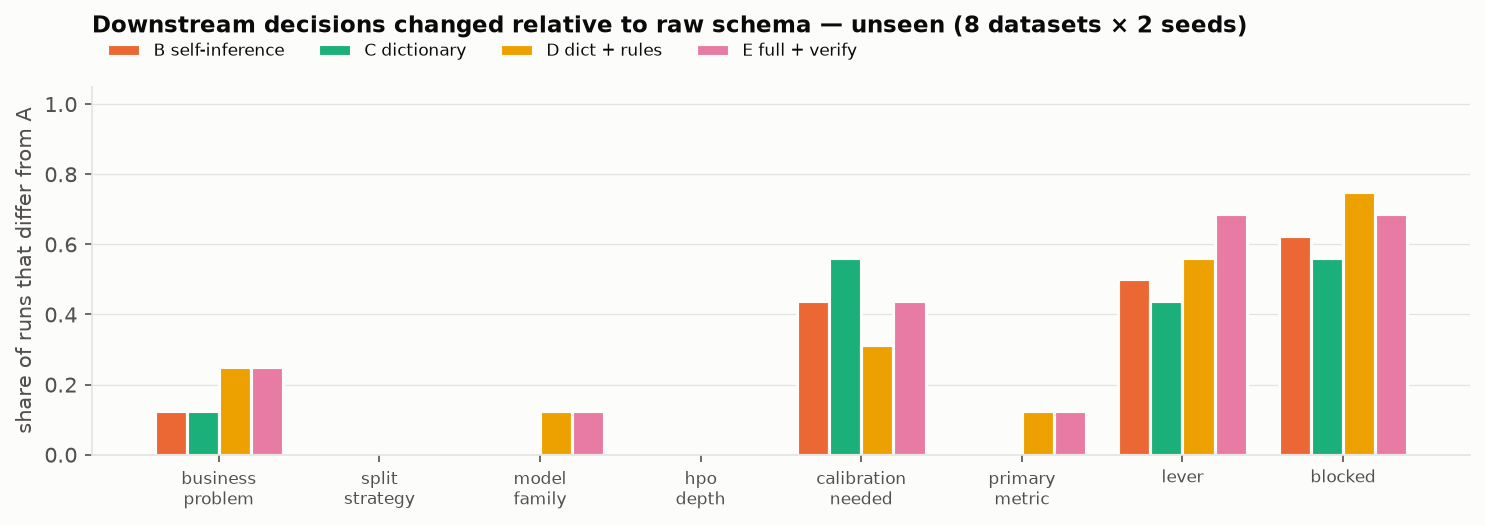 Downstream decisions changed relative to raw schema — unseen (8 datasets × 2 seeds)
B self-inference C dictionary D dict + rules E full + verify
share of runs that differ from A
1.0
0.8
0.6
0.4
0.2
0.0
business problem
split strategy
model family
hpo depth
calibration needed
primary metric
lever
blocked